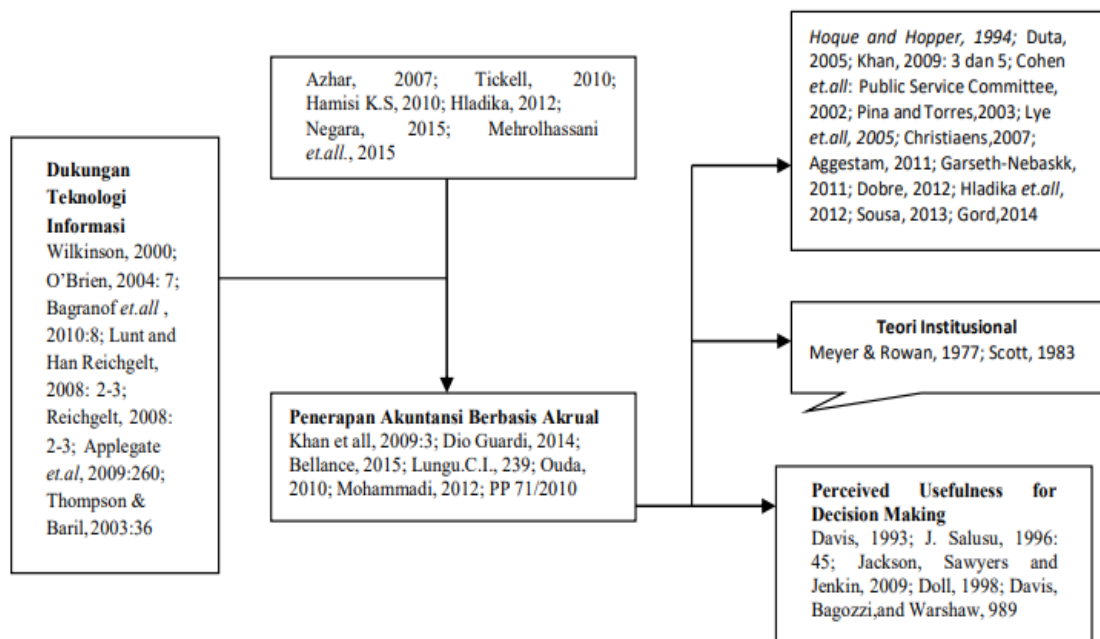 Dukungan
Teknologi
Informasi
Wilkinson, 2000;
O'Brien, 2004: 7;
Bagranof et.all ,
2010:8; Lunt and
Han Reichgelt,
2008: 2-3;
Reichgelt, 2008:
2-3; Applegate
et.al, 2009:260;
Thompson &
Baril,2003:36
Azhar, 2007; Tickell, 2010;
Hamisi K.S, 2010; Hladika, 2012;
Negara, 2015; Mehrolhassani
et.all., 2015
Penerapan Akuntansi Berbasis Akrual
Khan et all, 2009:3; Dio Guardi, 2014;
Bellance, 2015; Lungu.C.I., 239; Ouda,
2010; Mohammadi, 2012; PP 71/2010
Hoque and Hopper, 1994; Duta,
2005; Khan, 2009: 3 dan 5; Cohen
et.all: Public Service Committee,
2002; Pina and Torres,2003; Lye
et.all, 2005; Christiaens,2007;
Aggestam, 2011; Garseth-Nebaskk,
2011; Dobre, 2012; Hladika et.all,
2012; Sousa, 2013; Gord,2014
Teori Institusional
Meyer & Rowan, 1977; Scott, 1983
Perceived Usefulness for
Decision Making
Davis, 1993; J. Salusu, 1996:
45; Jackson, Sawyers and
Jenkin, 2009; Doll, 1998; Davis,
Bagozzi,and Warshaw, 989